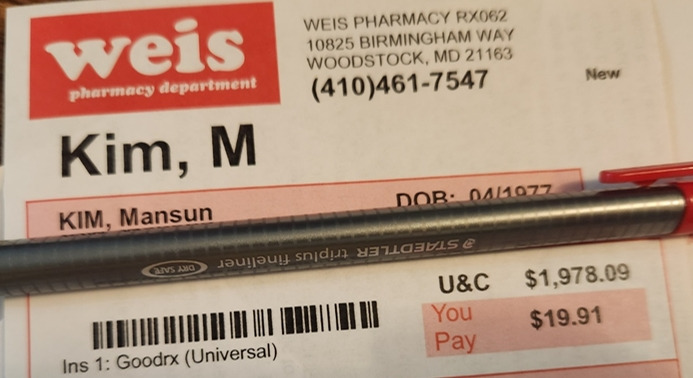 weis
pharmacy department
WEIS PHARMACY RX062
10825 BIRMINGHAM WAY
WOODSTOCK, MD 21163
(410)461-7547
New
Kim, M
KIM, Mansun
DOB: 04/1977
STAEDTLER triplus fineliner
DRY SAFE
U&C $1,978.09
You Pay $19.91
Ins 1: Goodrx (Universal)